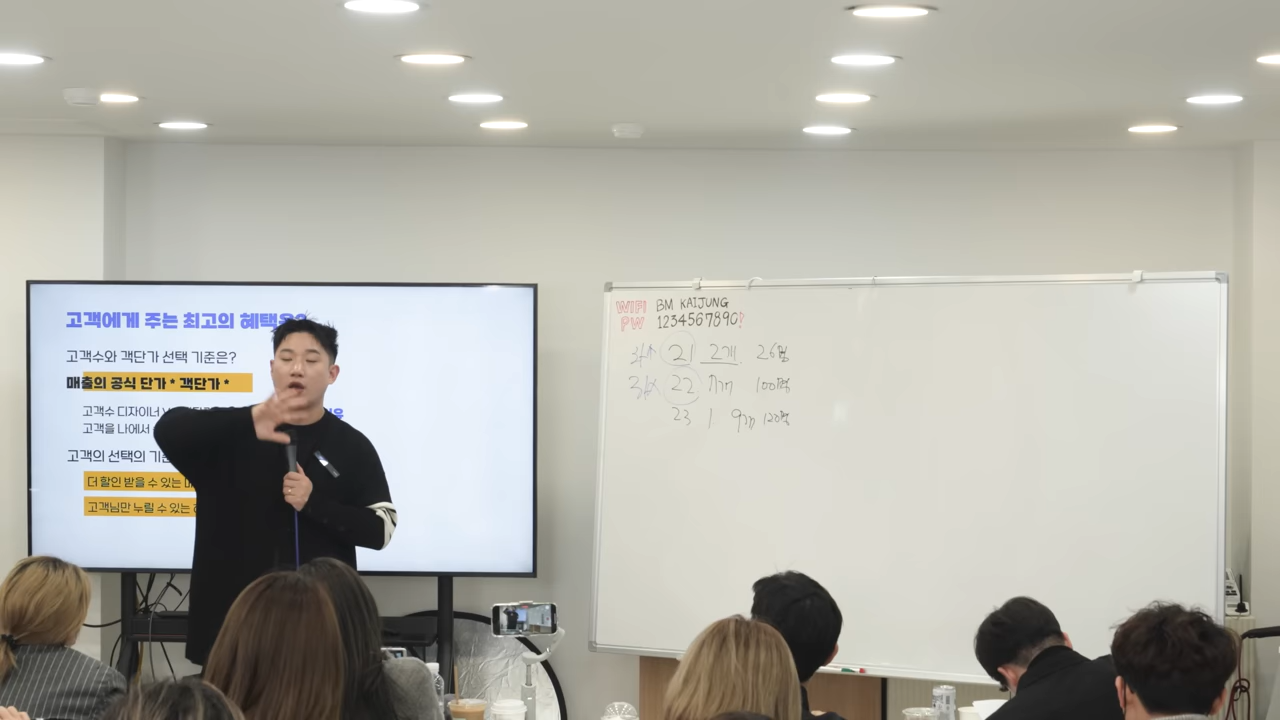 고객에게 주는 최고의 혜택은?
고객수와 객단가 선택 기준은?
매출의 공식 단가 * 객단가 *
고객수 디자이너
고객을 나에서
고객의 선택의 기준
더 할인 받을 수 있는
고객님만 누릴 수 있는
WIFI BM KAIJUNG
PW 1234567890!
21 2개 26명
22 100명
23 1 120명